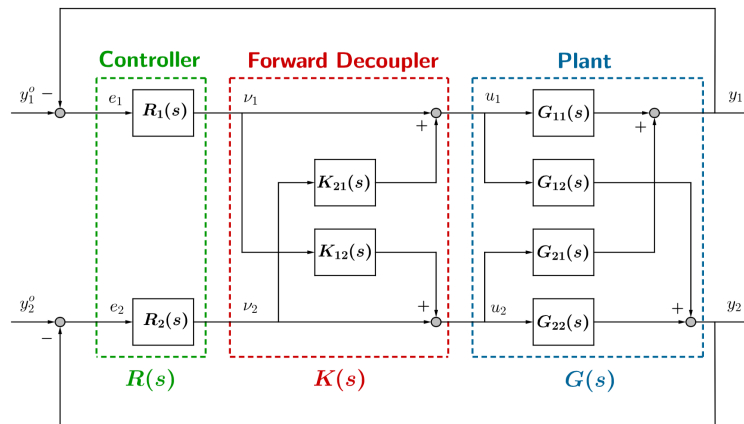 Controller Forward Decoupler Plant
y₁ᵒ − e₁ R₁(s) ν₁ + u₁ G₁₁(s) + y₁
K₂₁(s) G₁₂(s)
K₁₂(s) G₂₁(s)
y₂ᵒ − e₂ R₂(s) ν₂ + u₂ G₂₂(s) + y₂
R(s) K(s) G(s)